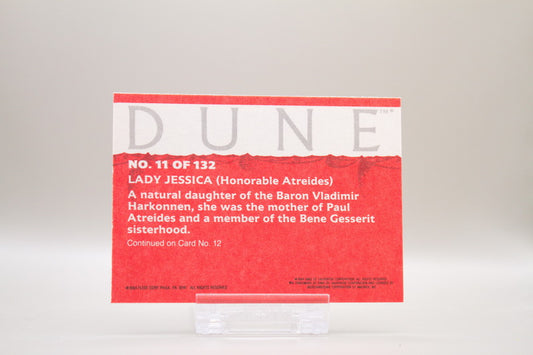 DUNE
NO. 11 OF 132
LADY JESSICA (Honorable Atreides)
A natural daughter of the Baron Vladimir
Harkonnen, she was the mother of Paul
Atreides and a member of the Bene Gesserit
sisterhood.
Continued on Card No. 12